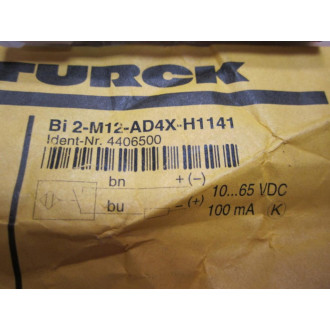 TURCK
Bi 2-M12-AD4X-H1141
Ident-Nr. 4406500
bn +(–) 10...65 VDC
bu –(+) 100 mA (K)